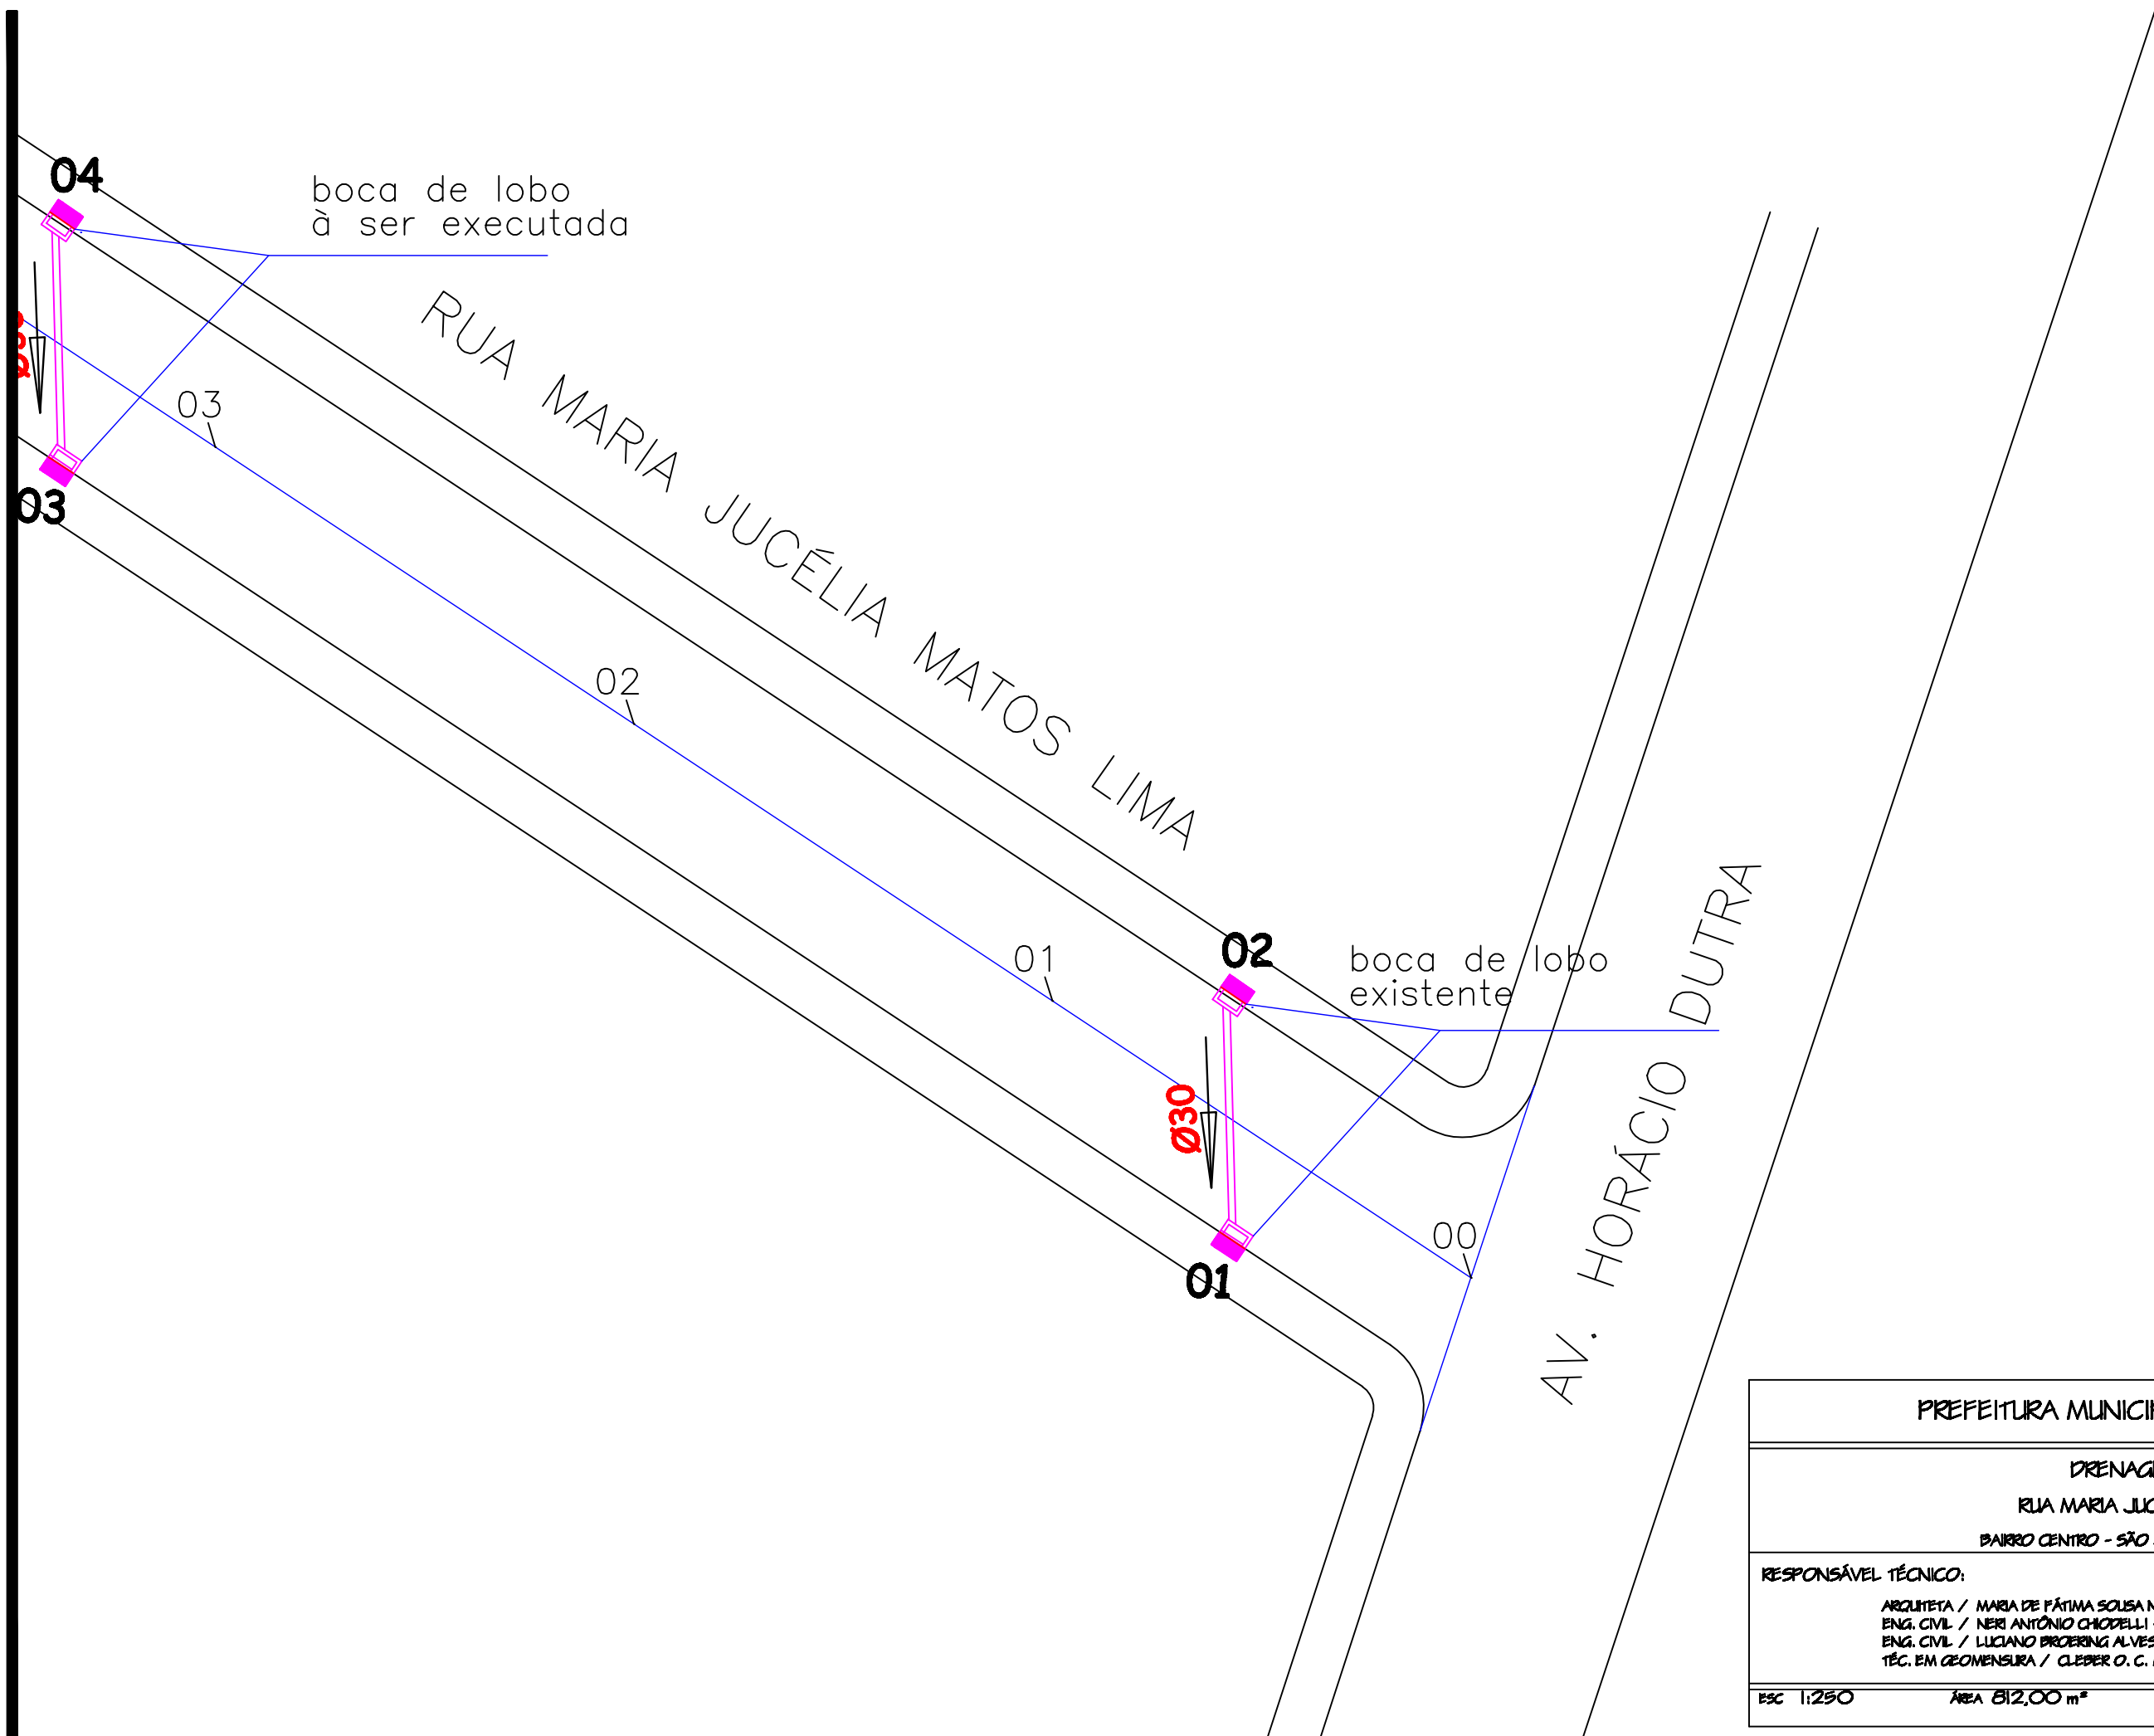 04
boca de lobo
à ser executada
RUA MARIA JUCÉLIA MATOS LIMA
03
03
02
02
01
boca de lobo
existente
Ø30
00
01
AV. HORÁCIO DUTRA
PREFEITURA
RUA MARIA
BAIRRO CENTRO - SÃO
RESPONSÁVEL TÉCNICO:
ARQUITETA / MARIA DE FÁTIMA SOUSA
ENG. CIVIL / NERI ANTÔNIO CHIODELLI
ENG. CIVIL / LUCIANO BROERING ALVES
TÉC. EM GEOMENSURA / CLEBER O. C.
ESC 1:250 ÁREA 812,00 m²